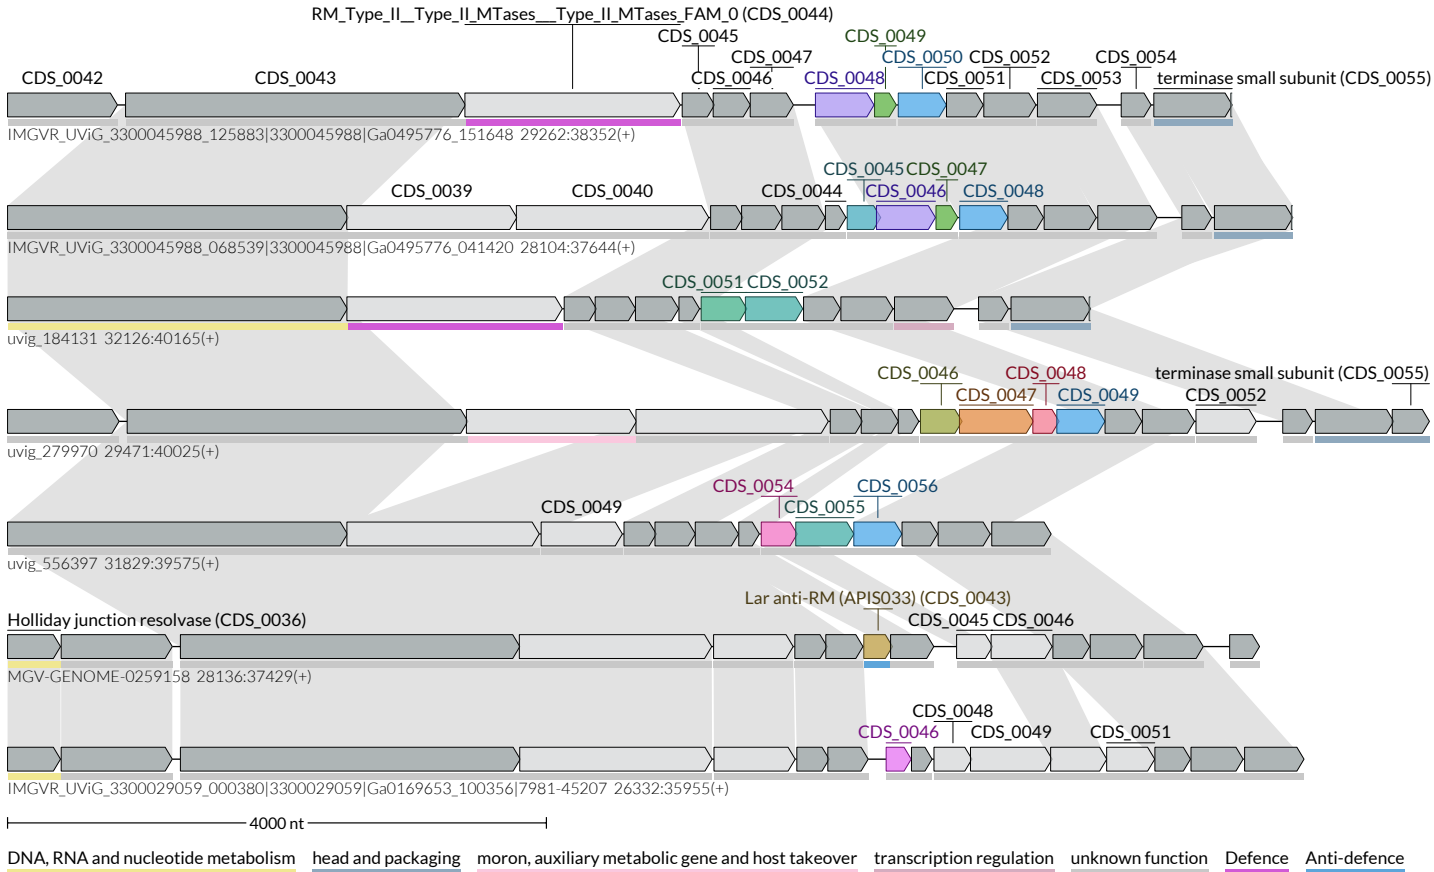 RM_Type_II__Type_II_MTases___Type_II_MTases_FAM_0 (CDS_0044)
CDS_0045 CDS_0049
CDS_0047 CDS_0050 CDS_0052 CDS_0054
CDS_0042 CDS_0043 CDS_0046 CDS_0048 CDS_0051 CDS_0053 terminase small subunit (CDS_0055)
IMGVR_UViG_3300045988_125883|3300045988|Ga0495776_151648 29262:38352(+)
CDS_0045 CDS_0047
CDS_0039 CDS_0040 CDS_0044 CDS_0046 CDS_0048
IMGVR_UViG_3300045988_068539|3300045988|Ga0495776_041420 28104:37644(+)
CDS_0051 CDS_0052
uvig_184131 32126:40165(+)
CDS_0046 CDS_0048 terminase small subunit (CDS_0055)
CDS_0047 CDS_0049 CDS_0052
uvig_279970 29471:40025(+)
CDS_0054 CDS_0056
CDS_0049 CDS_0055
uvig_556397 31829:39575(+)
Lar anti-RM (APIS033) (CDS_0043)
Holliday junction resolvase (CDS_0036) CDS_0045 CDS_0046
MGV-GENOME-0259158 28136:37429(+)
CDS_0048
CDS_0046 CDS_0049 CDS_0051
IMGVR_UViG_3300029059_000380|3300029059|Ga0169653_100356|7981-45207 26332:35955(+)
4000 nt
DNA, RNA and nucleotide metabolism head and packaging moron, auxiliary metabolic gene and host takeover transcription regulation unknown function Defence Anti-defence